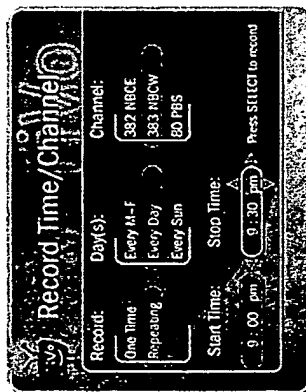 Record Time/Channel
Record: Day(s): Channel:
One Time Every M-F 382 NBCE
Repeating Every Day 383 NBCW
Every Sun 80 PBS
Start Time: Stop Time:
9:00 pm 9:30 pm Press SELECT to record